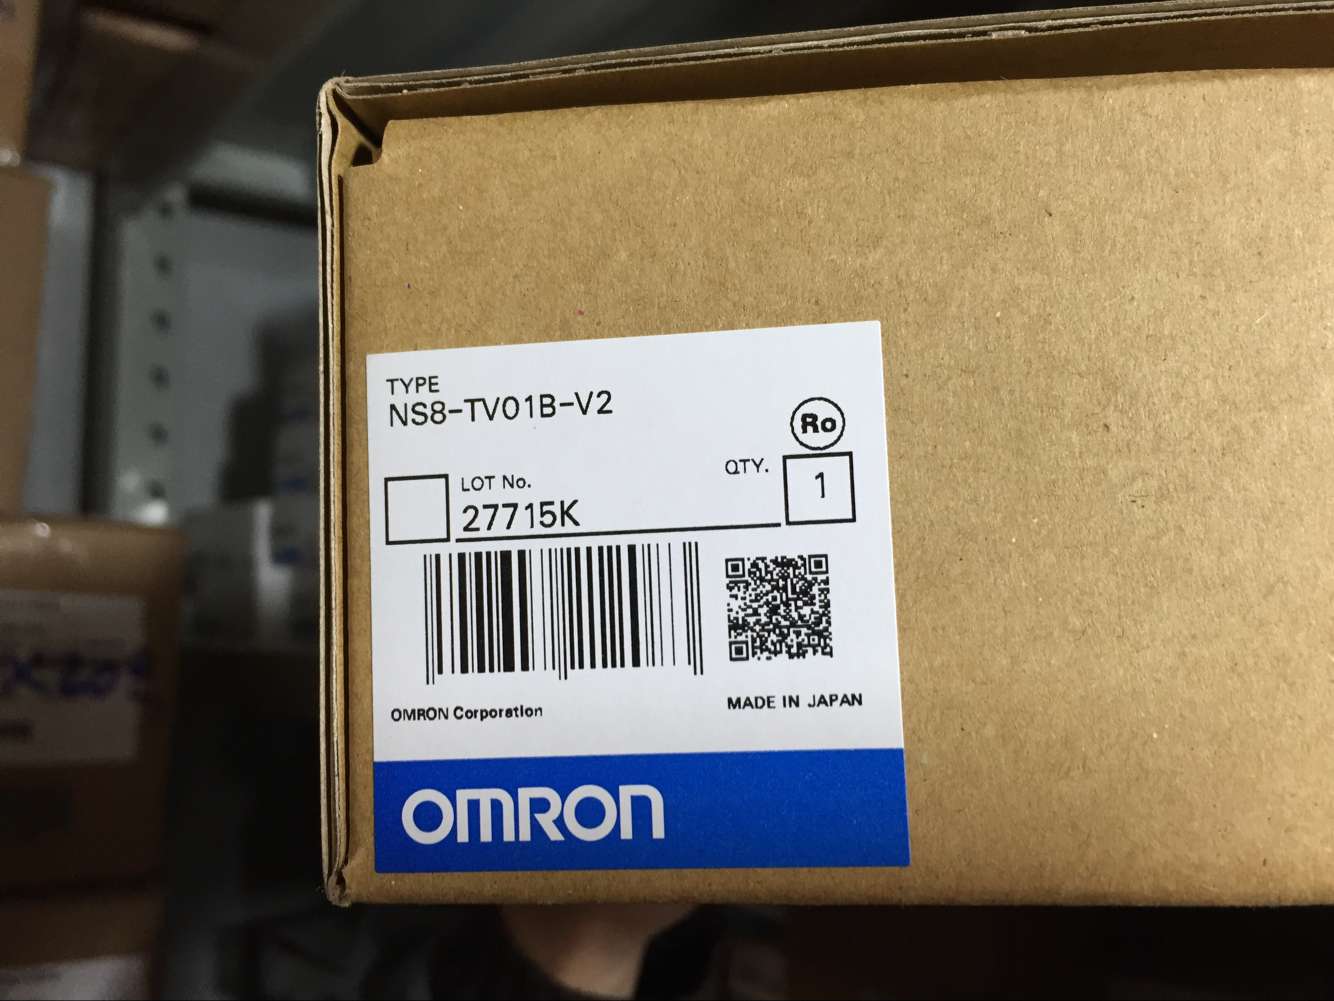 TYPE
NS8-TV01B-V2
Ro
QTY.
1
LOT No.
27715K
OMRON Corporation
MADE IN JAPAN
OMRON